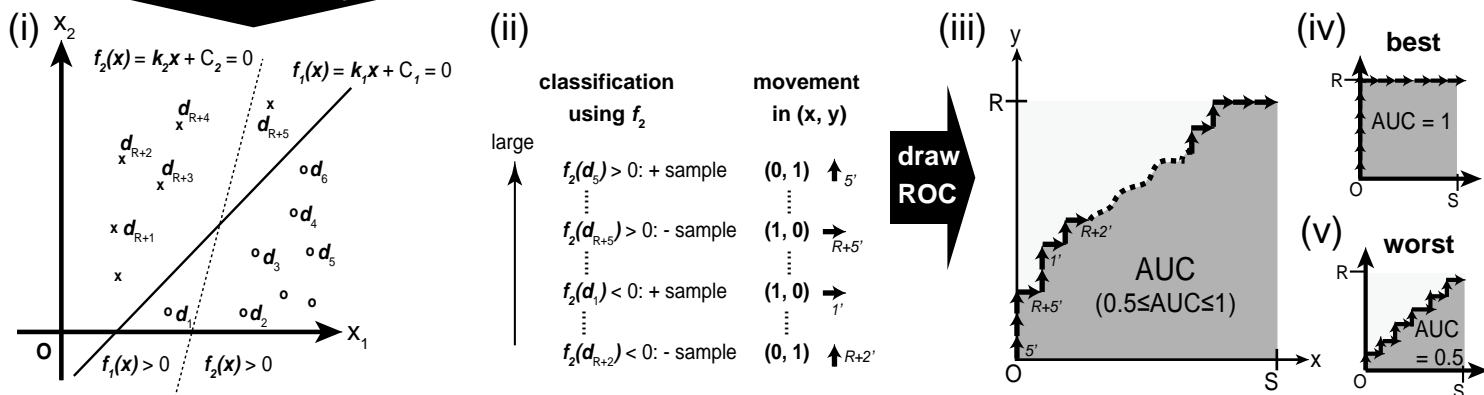 (i)
x2
f2(x) = k2x + C2 = 0
f1(x) = k1x + C1 = 0
dR+4
dR+5
dR+2
dR+3
d6
dR+1
d4
d3
d5
d1
d2
x1
O
f1(x) > 0
f2(x) > 0
(ii)
classification
using f2
movement
in (x, y)
large
f2(d5) > 0: + sample (0, 1) 5'
f2(dR+5) > 0: - sample (1, 0) R+5'
f2(d1) < 0: + sample (1, 0) 1'
f2(dR+2) < 0: - sample (0, 1) R+2'
draw
ROC
(iii)
y
R
R+2'
1'
R+5'
AUC
(0.5≤AUC≤1)
5'
O
S
x
(iv)
best
R
AUC = 1
O
S
(v)
worst
R
AUC
= 0.5
O
S